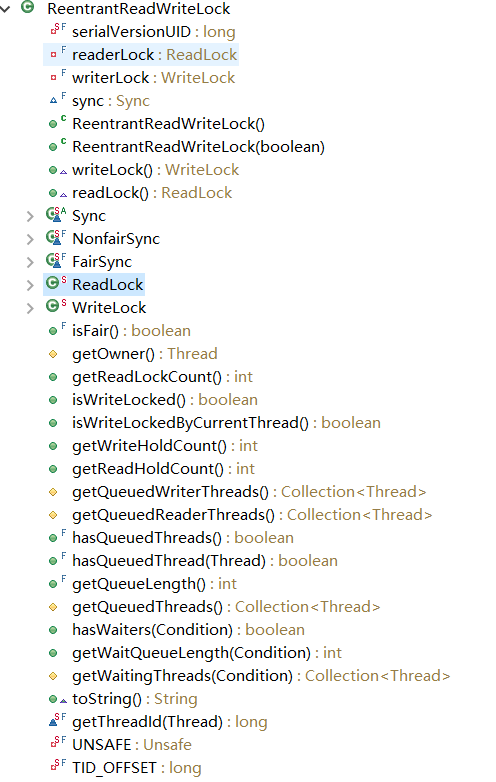 ReentrantReadWriteLock
serialVersionUID : long
readerLock : ReadLock
writerLock : WriteLock
sync : Sync
ReentrantReadWriteLock()
ReentrantReadWriteLock(boolean)
writeLock() : WriteLock
readLock() : ReadLock
Sync
NonfairSync
FairSync
ReadLock
WriteLock
isFair() : boolean
getOwner() : Thread
getReadLockCount() : int
isWriteLocked() : boolean
isWriteLockedByCurrentThread() : boolean
getWriteHoldCount() : int
getReadHoldCount() : int
getQueuedWriterThreads() : Collection<Thread>
getQueuedReaderThreads() : Collection<Thread>
hasQueuedThreads() : boolean
hasQueuedThread(Thread) : boolean
getQueueLength() : int
getQueuedThreads() : Collection<Thread>
hasWaiters(Condition) : boolean
getWaitQueueLength(Condition) : int
getWaitingThreads(Condition) : Collection<Thread>
toString() : String
getThreadId(Thread) : long
UNSAFE : Unsafe
TID_OFFSET : long